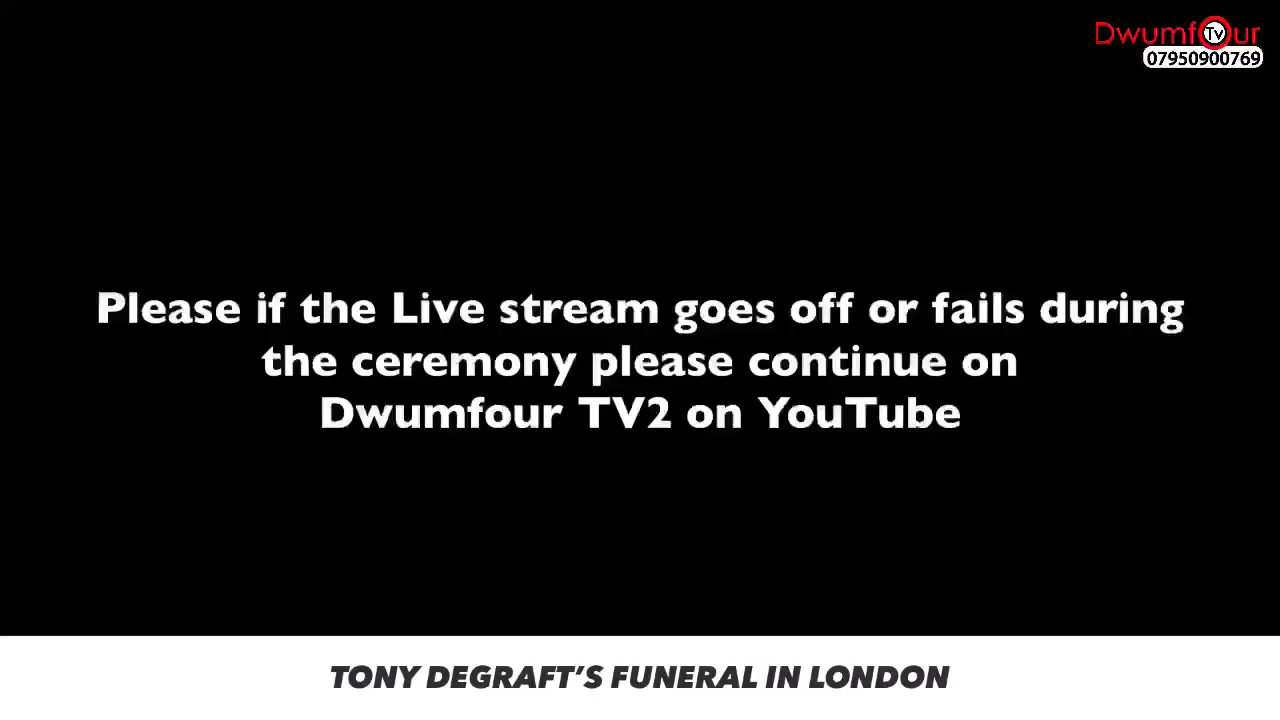 Dwumfour
TV
07950900769
Please if the Live stream goes off or fails during
the ceremony please continue on
Dwumfour TV2 on YouTube
TONY DEGRAFT'S FUNERAL IN LONDON